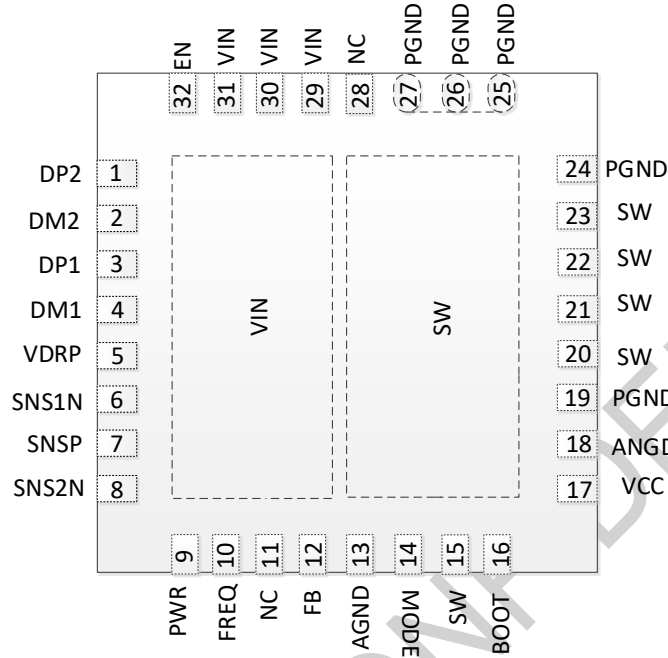 EN VIN VIN VIN NC PGND PGND PGND
32 31 30 29 28 27 26 25
DP2 1
DM2 2
DP1 3
DM1 4
VDRP 5
SNS1N 6
SNSP 7
SNS2N 8
VIN
SW
24 PGND
23 SW
22 SW
21 SW
20 SW
19 PGND
18 ANGD
17 VCC
9 10 11 12 13 14 15 16
PWR FREQ NC FB AGND MODE SW BOOT